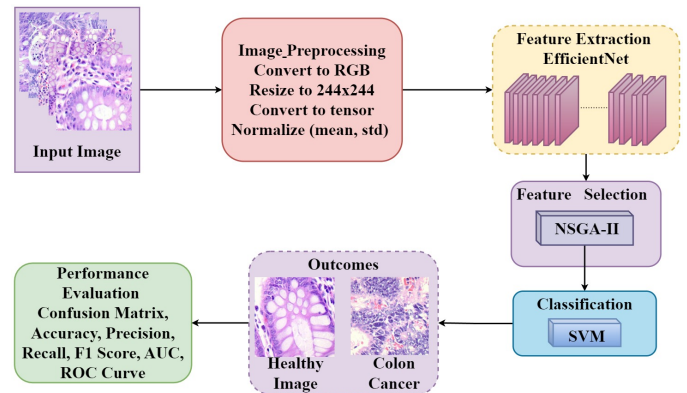 Input Image
Image_Preprocessing
Convert to RGB
Resize to 244x244
Convert to tensor
Normalize (mean, std)
Feature Extraction
EfficientNet
Feature Selection
NSGA-II
Classification
SVM
Outcomes
Healthy
Image
Colon
Cancer
Performance
Evaluation
Confusion Matrix,
Accuracy, Precision,
Recall, F1 Score, AUC,
ROC Curve